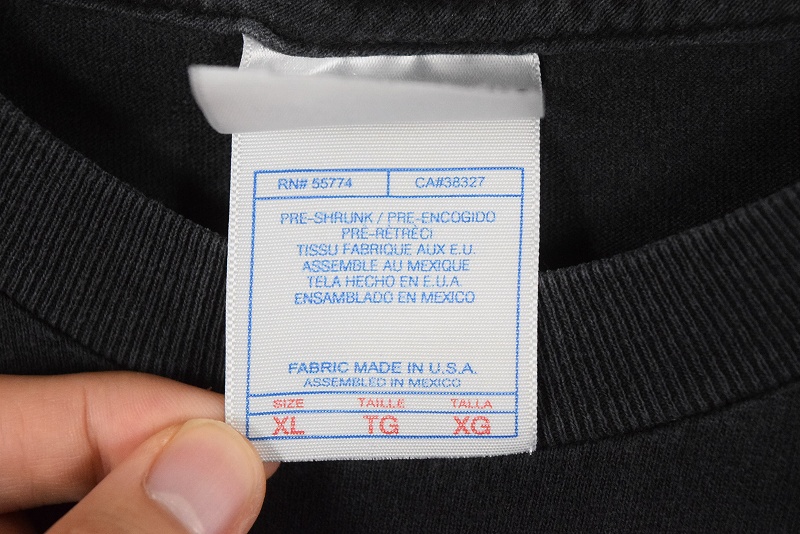 RN# 55774 CA#38327
PRE-SHRUNK / PRE-ENCOGIDO
PRÉ-RÉTRÉCI
TISSU FABRIQUE AUX E.U.
ASSEMBLE AU MEXIQUE
TELA HECHO EN E.U.A.
ENSAMBLADO EN MEXICO
FABRIC MADE IN U.S.A.
ASSEMBLED IN MEXICO
SIZE TAILLE TALLA
XL TG XG